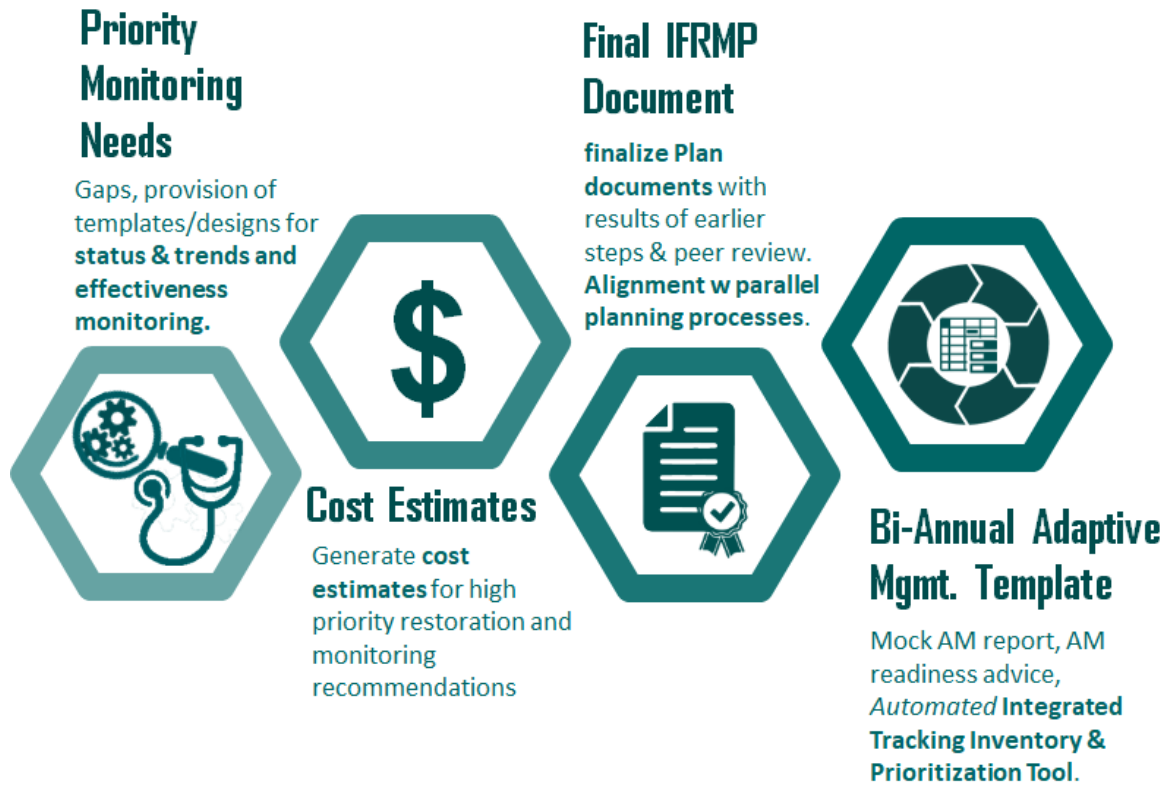 Priority
Monitoring
Needs
Gaps, provision of
templates/designs for
status & trends and
effectiveness
monitoring.
$
Cost Estimates
Generate cost
estimates for high
priority restoration and
monitoring
recommendations
Final IFRMP
Document
finalize Plan
documents with
results of earlier
steps & peer review.
Alignment w parallel
planning processes.
Bi-Annual Adaptive
Mgmt. Template
Mock AM report, AM
readiness advice,
Automated Integrated
Tracking Inventory &
Prioritization Tool.